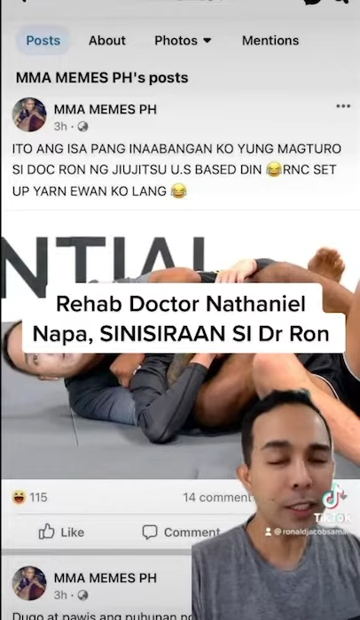 Posts About Photos Mentions
MMA MEMES PH's posts
MMA MEMES PH
3h
ITO ANG ISA PANG INAABANGAN KO YUNG MAGTURO
SI DOC RON NG JIUJITSU U.S BASED DIN 😂RNC SET
UP YARN EWAN KO LANG 😂
NTIAL
Rehab Doctor Nathaniel
Napa, SINISIRAAN SI Dr Ron
115 14 comment
Like Comment
TikTok
MMA MEMES PH
3h
Dugo at pawis ang puhunan